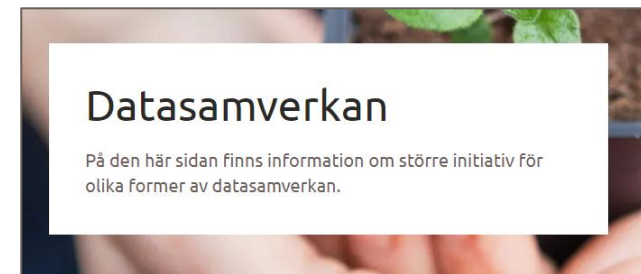 Datasamverkan
På den här sidan finns information om större initiativ för
olika former av datasamverkan.